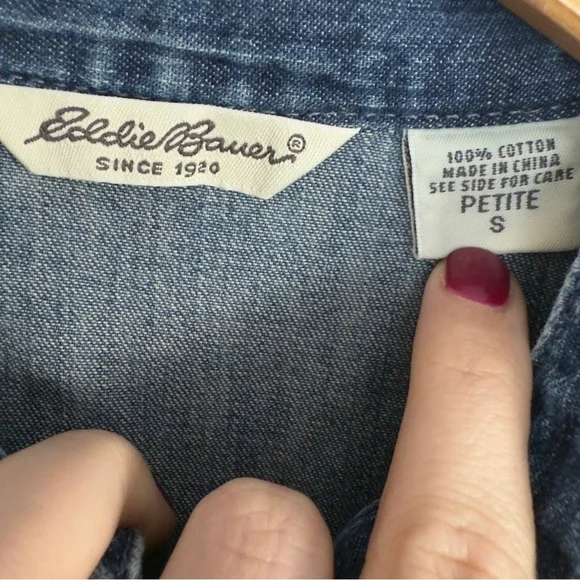 Eddie Bauer®
SINCE 1920
100% COTTON
MADE IN CHINA
SEE SIDE FOR CARE
PETITE
S